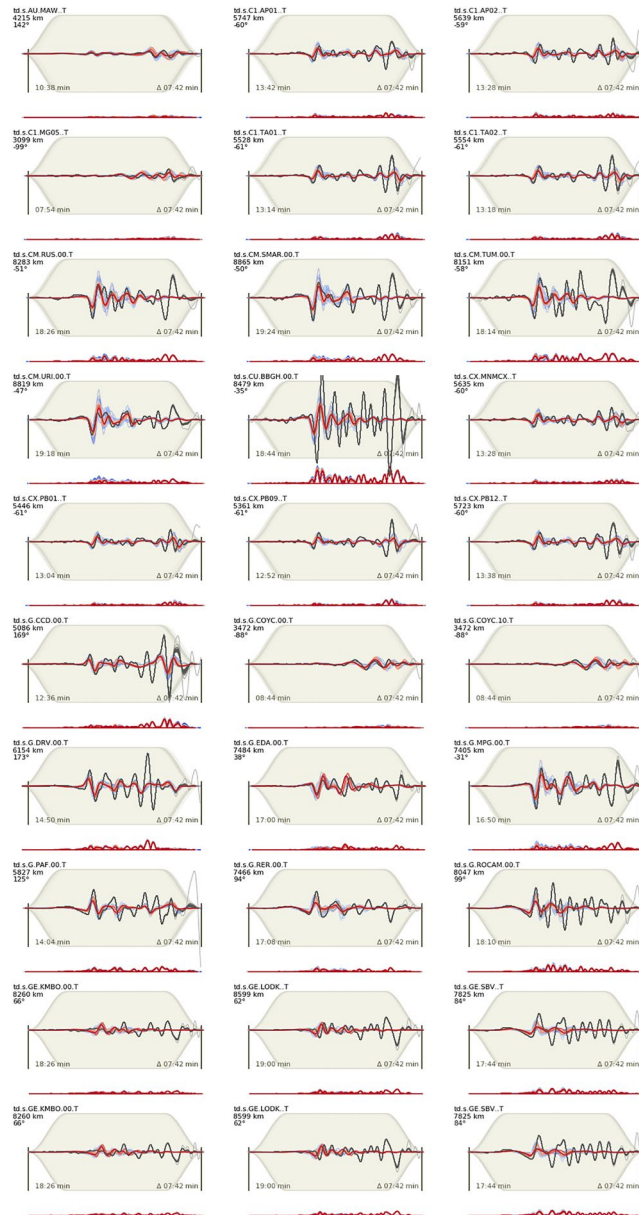 td.s.AU.MAW..T
4215 km
142°
10:38 min
Δ 07:42 min
td.s.C1.AP01..T
5747 km
-60°
13:42 min
Δ 07:42 min
td.s.C1.AP02..T
5639 km
-59°
13:28 min
Δ 07:42 min
td.s.C1.MG05..T
3099 km
-99°
07:54 min
Δ 07:42 min
td.s.C1.TA01..T
5528 km
-61°
13:14 min
Δ 07:42 min
td.s.C1.TA02..T
5554 km
-61°
13:18 min
Δ 07:42 min
td.s.CM.RUS.00.T
8283 km
-51°
18:26 min
Δ 07:42 min
td.s.CM.SMAR.00.T
8865 km
-50°
19:24 min
Δ 07:42 min
td.s.CM.TUM.00.T
8151 km
-58°
18:14 min
Δ 07:42 min
td.s.CM.URI.00.T
8819 km
-47°
19:18 min
Δ 07:42 min
td.s.CU.BBGH.00.T
8479 km
-35°
18:44 min
Δ 07:42 min
td.s.CX.MNMCX..T
5635 km
-60°
13:28 min
Δ 07:42 min
td.s.CX.PB01..T
5446 km
-61°
13:04 min
Δ 07:42 min
td.s.CX.PB09..T
5361 km
-61°
12:52 min
Δ 07:42 min
td.s.CX.PB12..T
5723 km
-60°
13:38 min
Δ 07:42 min
td.s.G.CCD.00.T
5086 km
169°
12:36 min
Δ 07:42 min
td.s.G.COYC.00.T
3472 km
-88°
08:44 min
Δ 07:42 min
td.s.G.COYC.10.T
3472 km
-88°
08:44 min
Δ 07:42 min
td.s.G.DRV.00.T
6154 km
173°
14:50 min
Δ 07:42 min
td.s.G.EDA.00.T
7484 km
38°
17:00 min
Δ 07:42 min
td.s.G.MPG.00.T
7405 km
-31°
16:50 min
Δ 07:42 min
td.s.G.PAF.00.T
5827 km
125°
14:04 min
Δ 07:42 min
td.s.G.RER.00.T
7466 km
94°
17:08 min
Δ 07:42 min
td.s.G.ROCAM.00.T
8047 km
99°
18:10 min
Δ 07:42 min
td.s.GE.KMBO.00.T
8260 km
66°
18:26 min
Δ 07:42 min
td.s.GE.LODK..T
8599 km
62°
19:00 min
Δ 07:42 min
td.s.GE.SBV..T
7825 km
84°
17:44 min
Δ 07:42 min
td.s.GE.KMBO.00.T
8260 km
66°
18:26 min
Δ 07:42 min
td.s.GE.LODK..T
8599 km
62°
19:00 min
Δ 07:42 min
td.s.GE.SBV..T
7825 km
84°
17:44 min
Δ 07:42 min